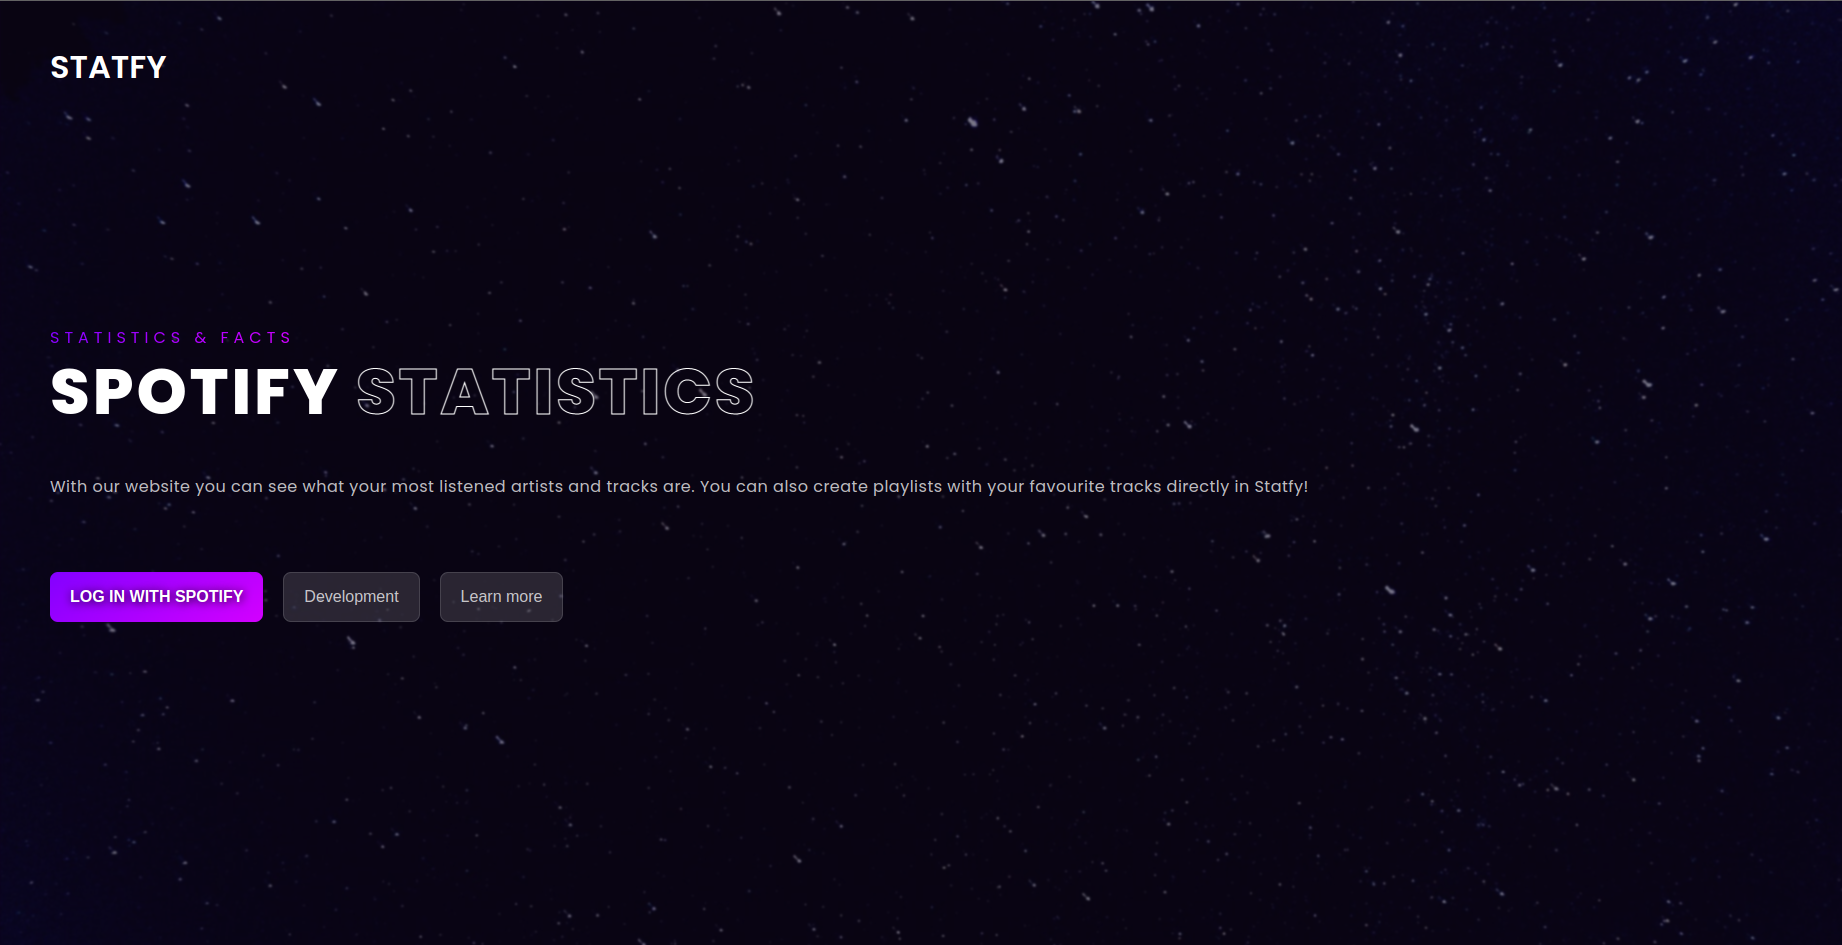 STATFY
STATISTICS & FACTS
SPOTIFY STATISTICS
With our website you can see what your most listened artists and tracks are. You can also create playlists with your favourite tracks directly in Statfy!
LOG IN WITH SPOTIFY
Development
Learn more